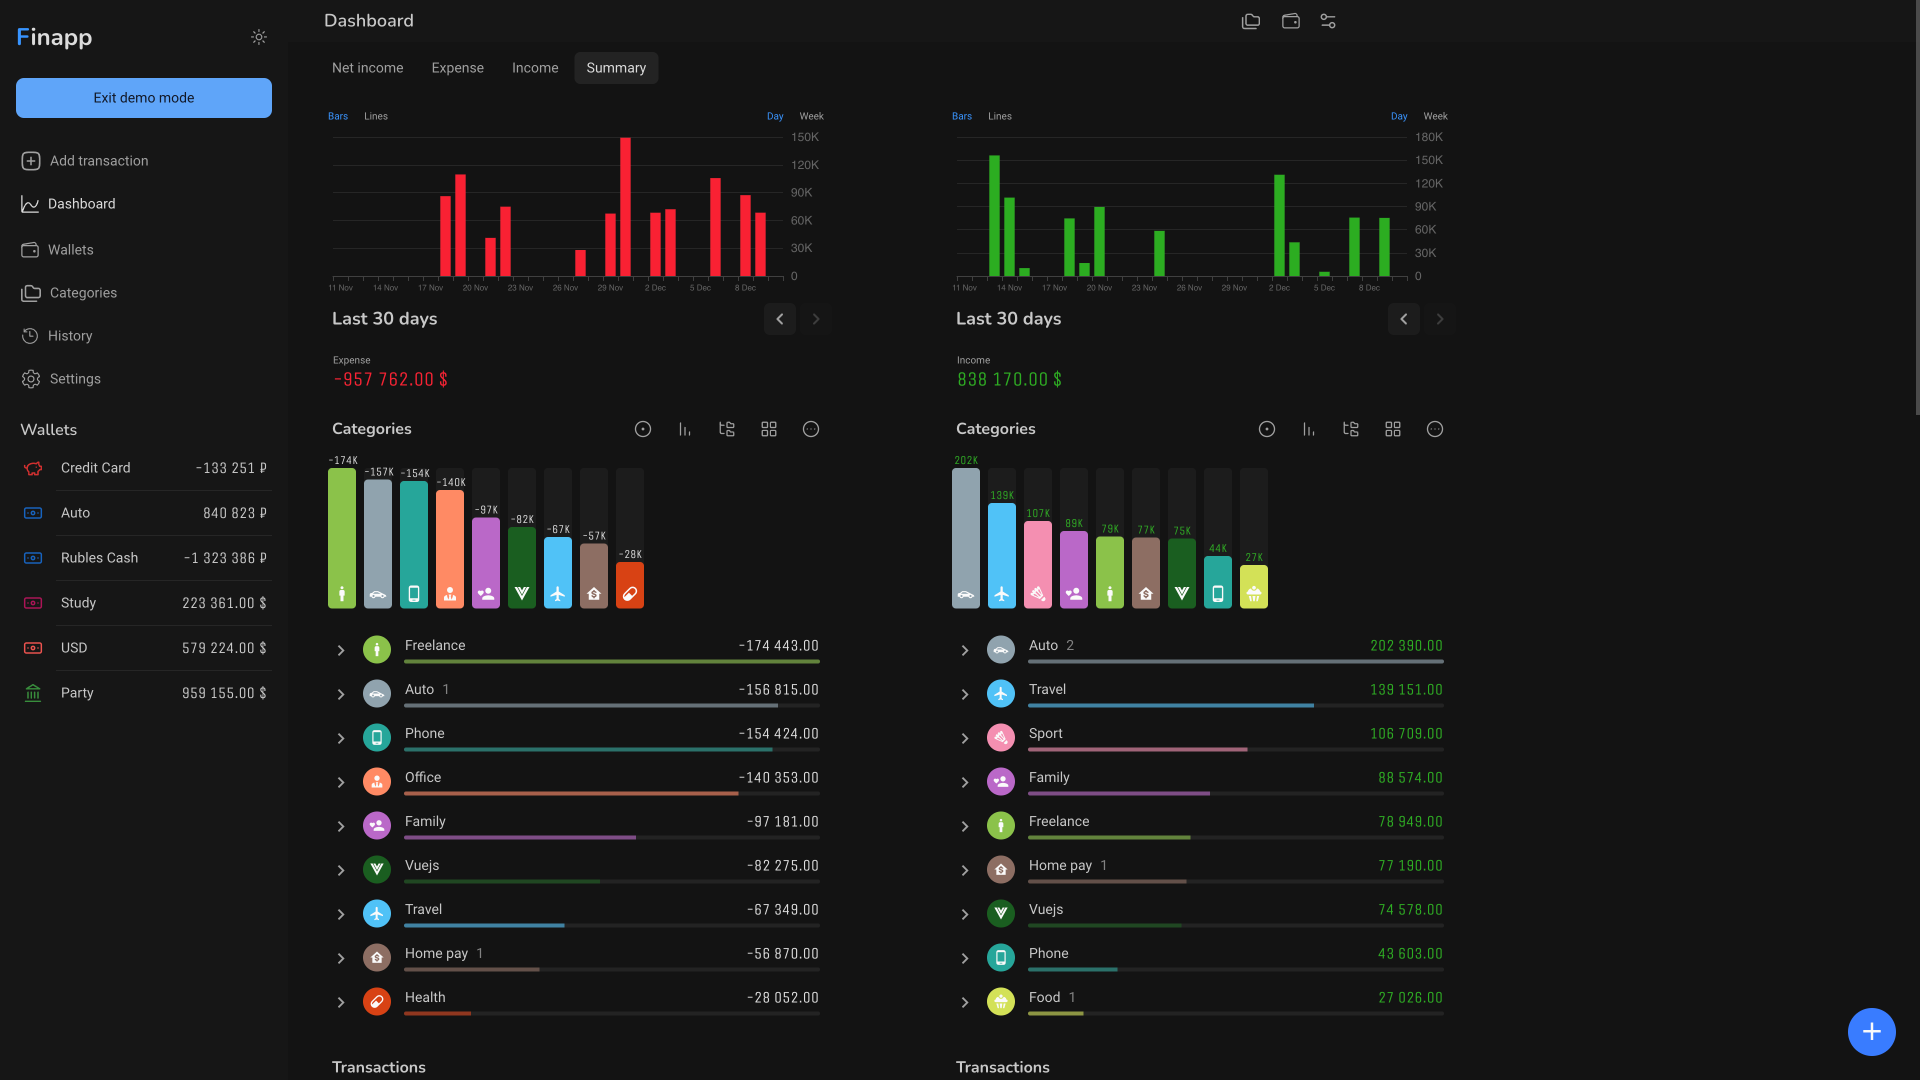 Finapp
Exit demo mode
Add transaction
Dashboard
Wallets
Categories
History
Settings
Wallets
Credit Card -133 251 ₽
Auto 840 823 ₽
Rubles Cash -1 323 386 ₽
Study 223 361.00 $
USD 579 224.00 $
Party 959 155.00 $
Dashboard
Net income Expense Income Summary
Bars Lines Day Week
150K
120K
90K
60K
30K
0
11 Nov 14 Nov 17 Nov 20 Nov 23 Nov 26 Nov 29 Nov 2 Dec 5 Dec 8 Dec
Last 30 days
Expense
-957 762.00 $
Categories
-174K -157K -154K -140K -97K -82K -67K -57K -28K
Freelance -174 443.00
Auto 1 -156 815.00
Phone -154 424.00
Office -140 353.00
Family -97 181.00
Vuejs -82 275.00
Travel -67 349.00
Home pay 1 -56 870.00
Health -28 052.00
Transactions
Bars Lines Day Week
180K
150K
120K
90K
60K
30K
0
11 Nov 14 Nov 17 Nov 20 Nov 23 Nov 26 Nov 29 Nov 2 Dec 5 Dec 8 Dec
Last 30 days
Income
838 170.00 $
Categories
202K 139K 107K 89K 79K 77K 75K 44K 27K
Auto 2 202 390.00
Travel 139 151.00
Sport 106 709.00
Family 88 574.00
Freelance 78 949.00
Home pay 1 77 190.00
Vuejs 74 578.00
Phone 43 603.00
Food 1 27 026.00
Transactions